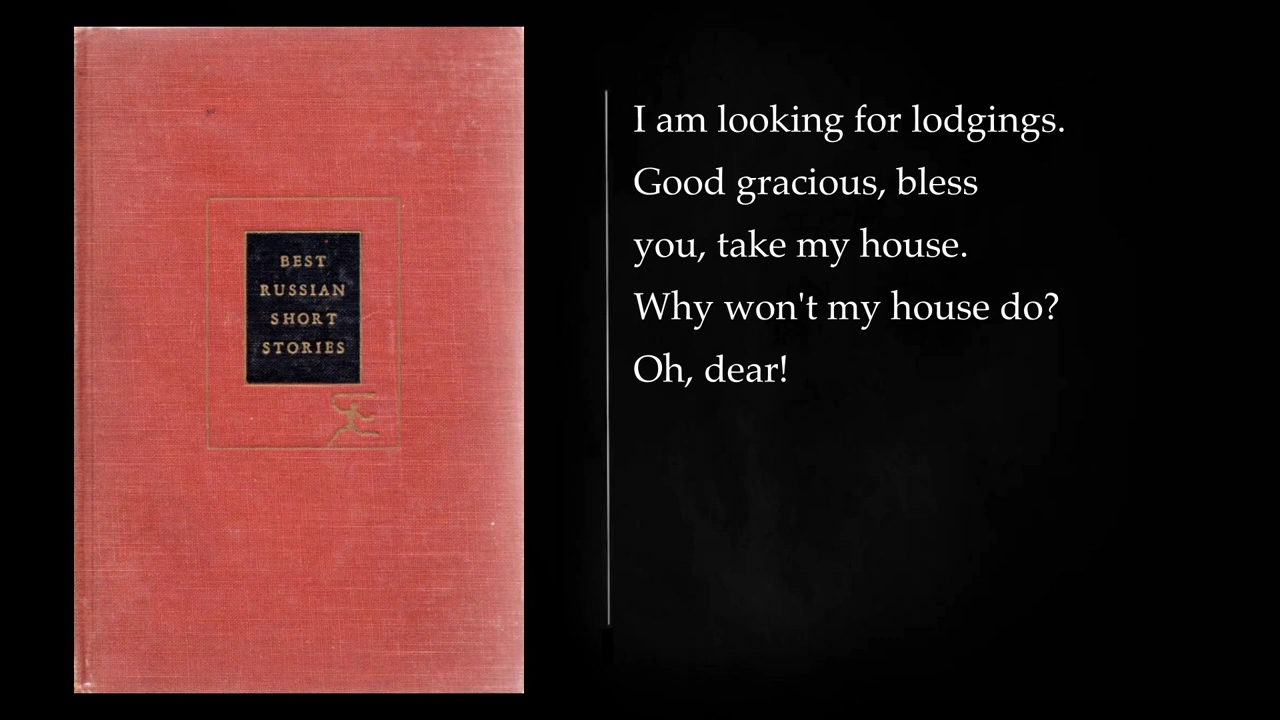 BEST
RUSSIAN
SHORT
STORIES
I am looking for lodgings.
Good gracious, bless
you, take my house.
Why won't my house do?
Oh, dear!